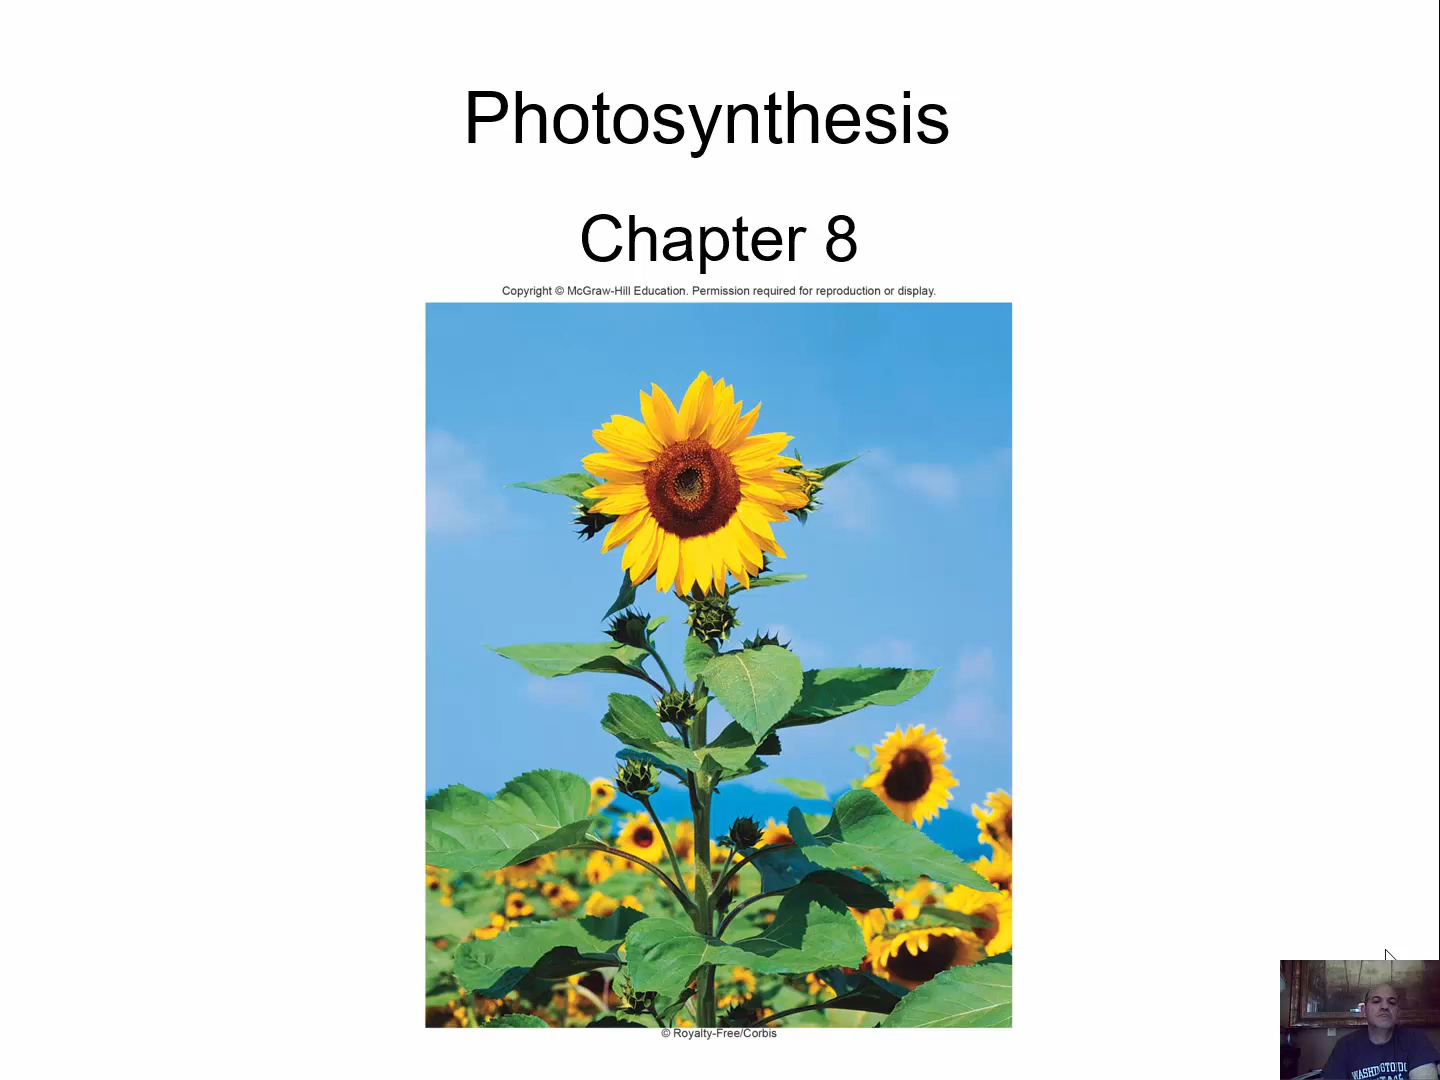 Photosynthesis
Chapter 8
Copyright © McGraw-Hill Education. Permission required for reproduction or display.
© Royalty-Free/Corbis